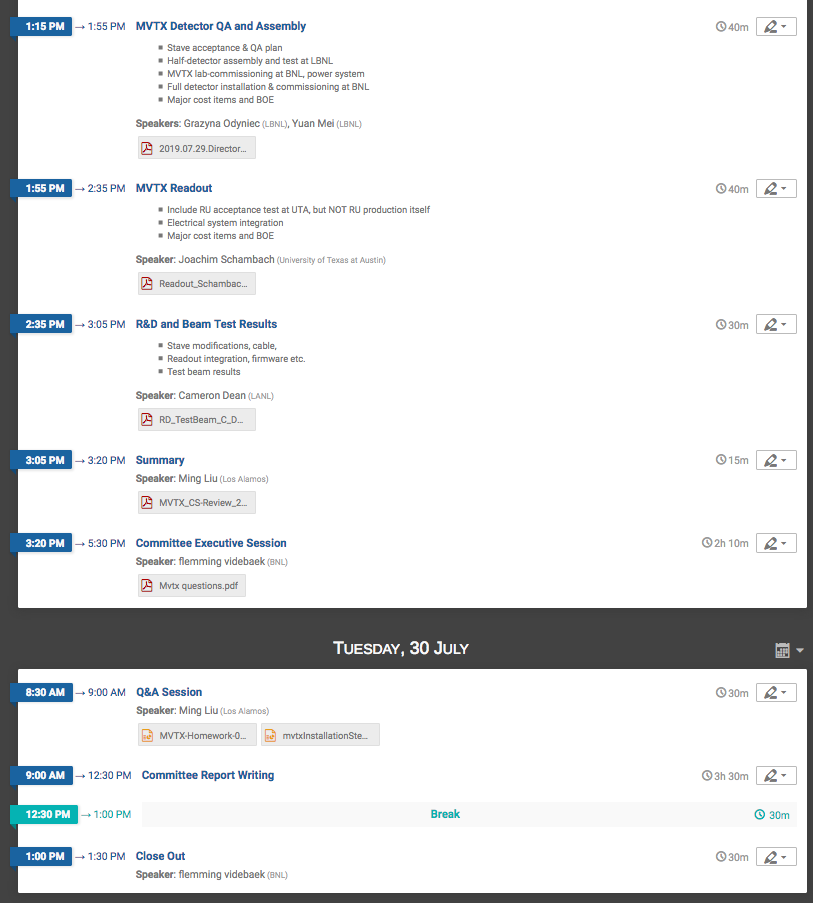 1:15 PM → 1:55 PM MVTX Detector QA and Assembly 40m
Stave acceptance & QA plan
Half-detector assembly and test at LBNL
MVTX lab-commissioning at BNL, power system
Full detector installation & commissioning at BNL
Major cost items and BOE
Speakers: Grazyna Odyniec (LBNL), Yuan Mei (LBNL)
2019.07.29.Director...
1:55 PM → 2:35 PM MVTX Readout 40m
Include RU acceptance test at UTA, but NOT RU production itself
Electrical system integration
Major cost items and BOE
Speaker: Joachim Schambach (University of Texas at Austin)
Readout_Schambac...
2:35 PM → 3:05 PM R&D and Beam Test Results 30m
Stave modifications, cable,
Readout integration, firmware etc.
Test beam results
Speaker: Cameron Dean (LANL)
RD_TestBeam_C_D...
3:05 PM → 3:20 PM Summary 15m
Speaker: Ming Liu (Los Alamos)
MVTX_CS-Review_2...
3:20 PM → 5:30 PM Committee Executive Session 2h 10m
Speaker: flemming videbaek (BNL)
Mvtx questions.pdf
TUESDAY, 30 JULY
8:30 AM → 9:00 AM Q&A Session 30m
Speaker: Ming Liu (Los Alamos)
MVTX-Homework-0... mvtxInstallationSte...
9:00 AM → 12:30 PM Committee Report Writing 3h 30m
12:30 PM → 1:00 PM Break 30m
1:00 PM → 1:30 PM Close Out 30m
Speaker: flemming videbaek (BNL)